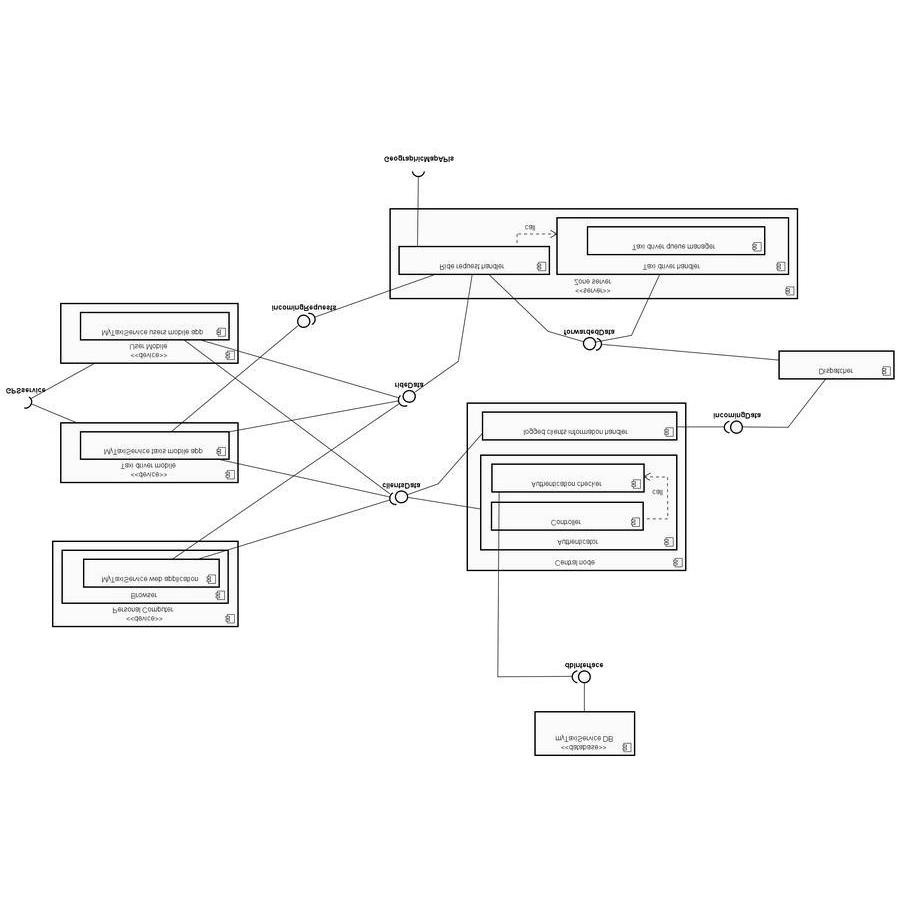 GeographicMapAPIs
call
Taxi driver queue manager
Ride request handler
Taxi driver handler
Zone server
<<server>>
incomingRequests
MyTaxiService users mobile app
User Mobile
<<device>>
forwardedData
Dispatcher
GPSservice
rideData
incomingData
logged clients information handler
MyTaxiService taxis mobile app
Taxi driver mobile
<<device>>
clientsData
Authentication checker
call
Controller
Authenticator
Central node
MyTaxiService web application
Browser
Personal Computer
<<device>>
dbInterface
myTaxiService DB
<<database>>